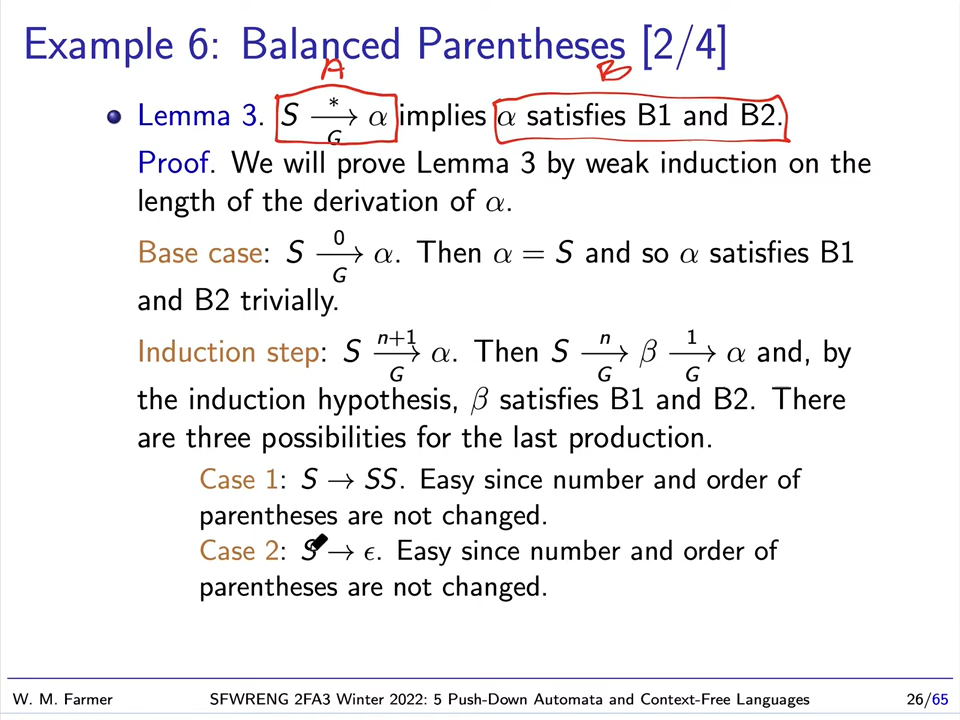 Example 6: Balanced Parentheses [2/4]
A B
Lemma 3. S *⟶G α implies α satisfies B1 and B2.
Proof. We will prove Lemma 3 by weak induction on the
length of the derivation of α.
Base case: S 0⟶G α. Then α = S and so α satisfies B1
and B2 trivially.
Induction step: S n+1⟶G α. Then S n⟶G β 1⟶G α and, by
the induction hypothesis, β satisfies B1 and B2. There
are three possibilities for the last production.
Case 1: S → SS. Easy since number and order of
parentheses are not changed.
Case 2: S → ϵ. Easy since number and order of
parentheses are not changed.
W. M. Farmer SFWRENG 2FA3 Winter 2022: 5 Push-Down Automata and Context-Free Languages 26/65